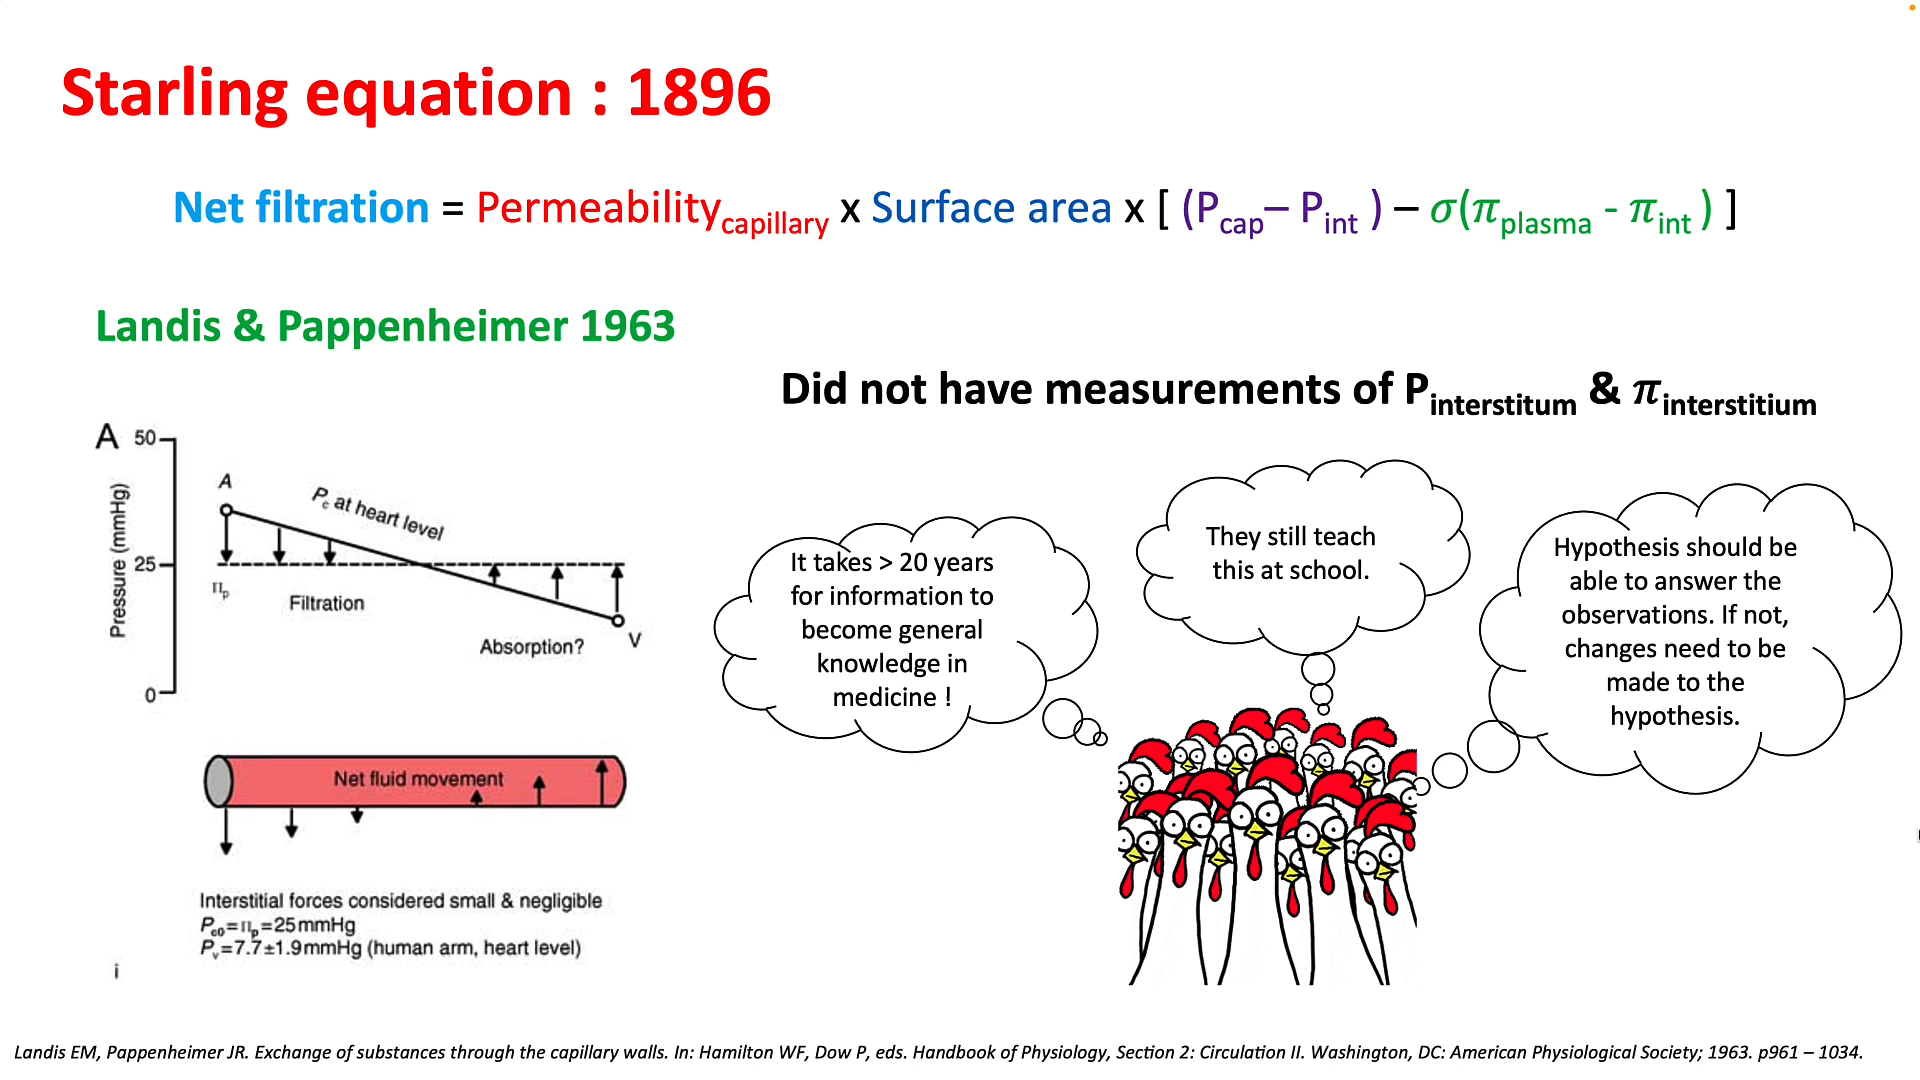 Starling equation : 1896
Net filtration = Permeability capillary x Surface area x [ (Pcap– Pint ) – σ(πplasma - πint ) ]
Landis & Pappenheimer 1963
Did not have measurements of Pinterstitum & πinterstitium
A
50
25
0
Pressure (mmHg)
A
Pc at heart level
Πp
Filtration
Absorption?
V
Net fluid movement
Interstitial forces considered small & negligible
Pco=Πp=25mmHg
Pv=7.7±1.9mmHg (human arm, heart level)
i
It takes > 20 years
for information to
become general
knowledge in
medicine !
They still teach
this at school.
Hypothesis should be
able to answer the
observations. If not,
changes need to be
made to the
hypothesis.
Landis EM, Pappenheimer JR. Exchange of substances through the capillary walls. In: Hamilton WF, Dow P, eds. Handbook of Physiology, Section 2: Circulation II. Washington, DC: American Physiological Society; 1963. p961 – 1034.